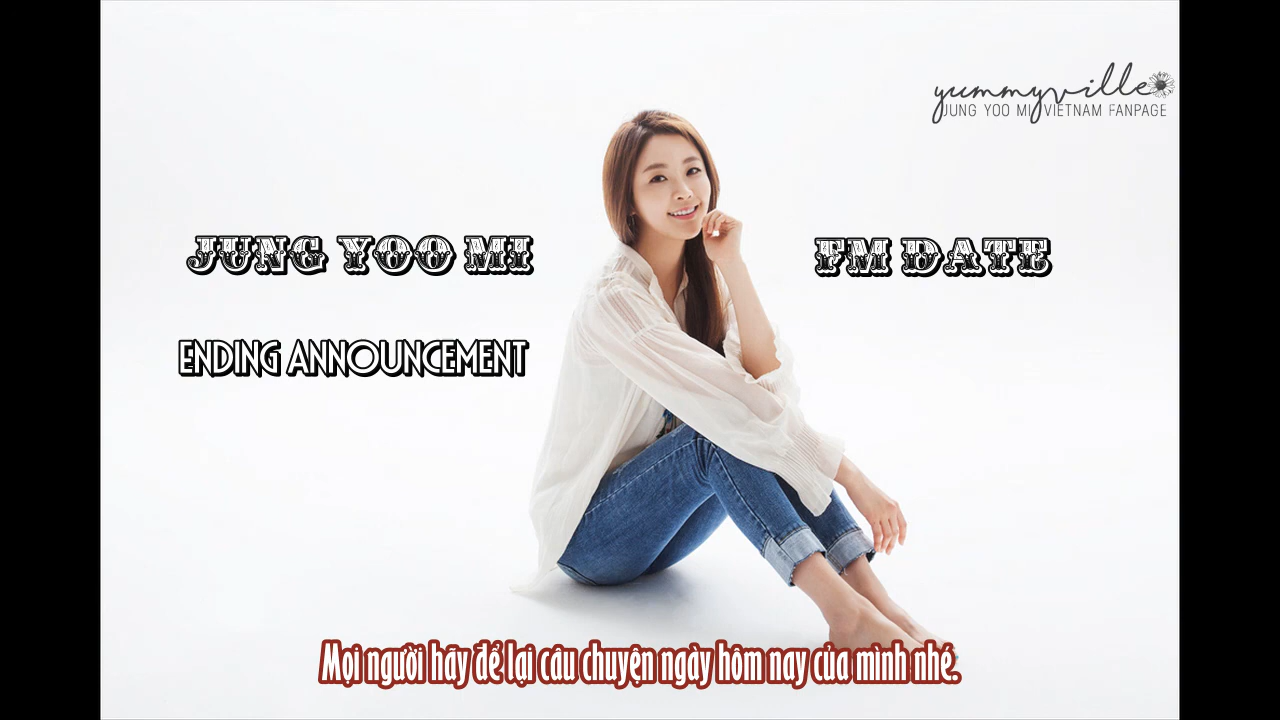 yummyville
JUNG YOO MI VIETNAM FANPAGE
JUNG YOO MI
FM DATE
ENDING ANNOUNCEMENT
Mọi người hãy để lại câu chuyện ngày hôm nay của mình nhé.